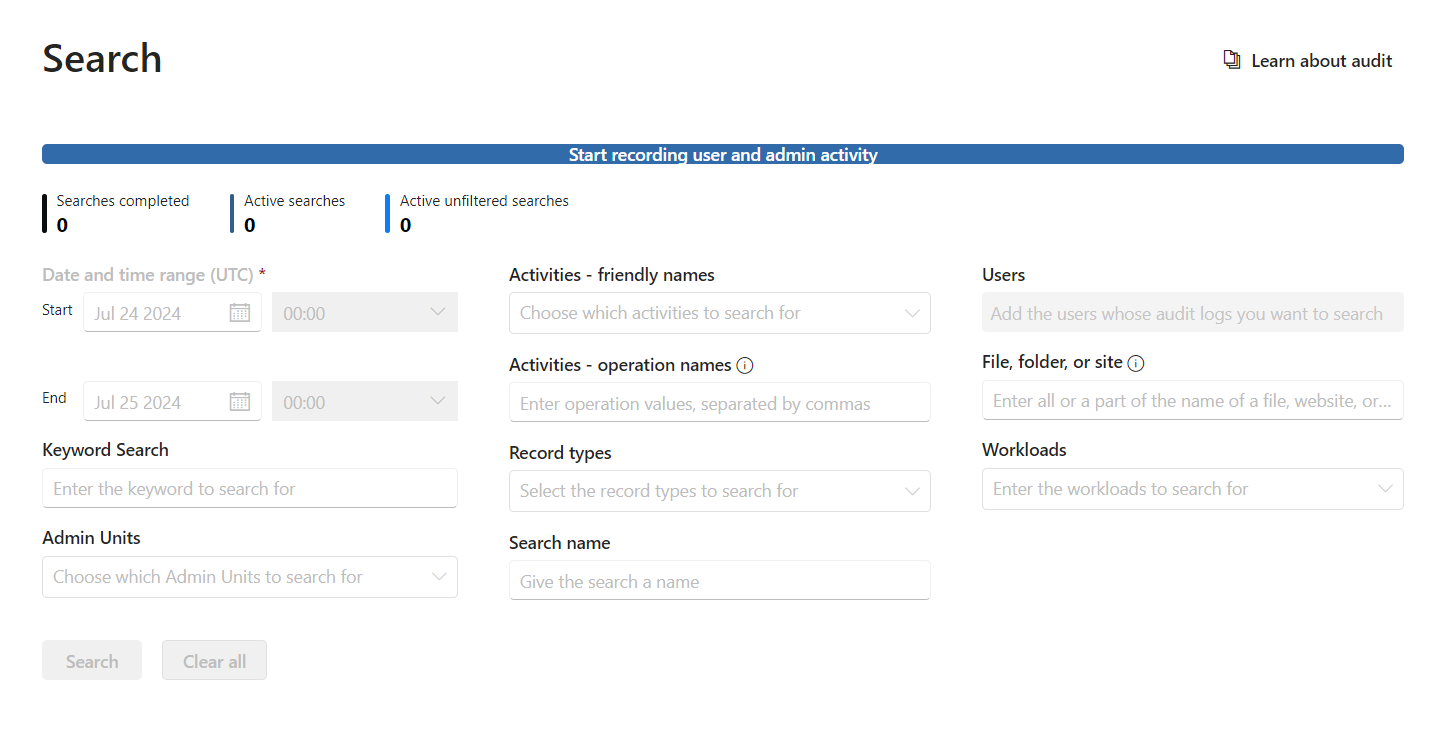 Search
Learn about audit
Start recording user and admin activity
Searches completed
0
Active searches
0
Active unfiltered searches
0
Date and time range (UTC) *
Start
Jul 24 2024
00:00
End
Jul 25 2024
00:00
Keyword Search
Enter the keyword to search for
Admin Units
Choose which Admin Units to search for
Activities - friendly names
Choose which activities to search for
Activities - operation names
Enter operation values, separated by commas
Record types
Select the record types to search for
Search name
Give the search a name
Users
Add the users whose audit logs you want to search
File, folder, or site
Enter all or a part of the name of a file, website, or...
Workloads
Enter the workloads to search for
Search
Clear all